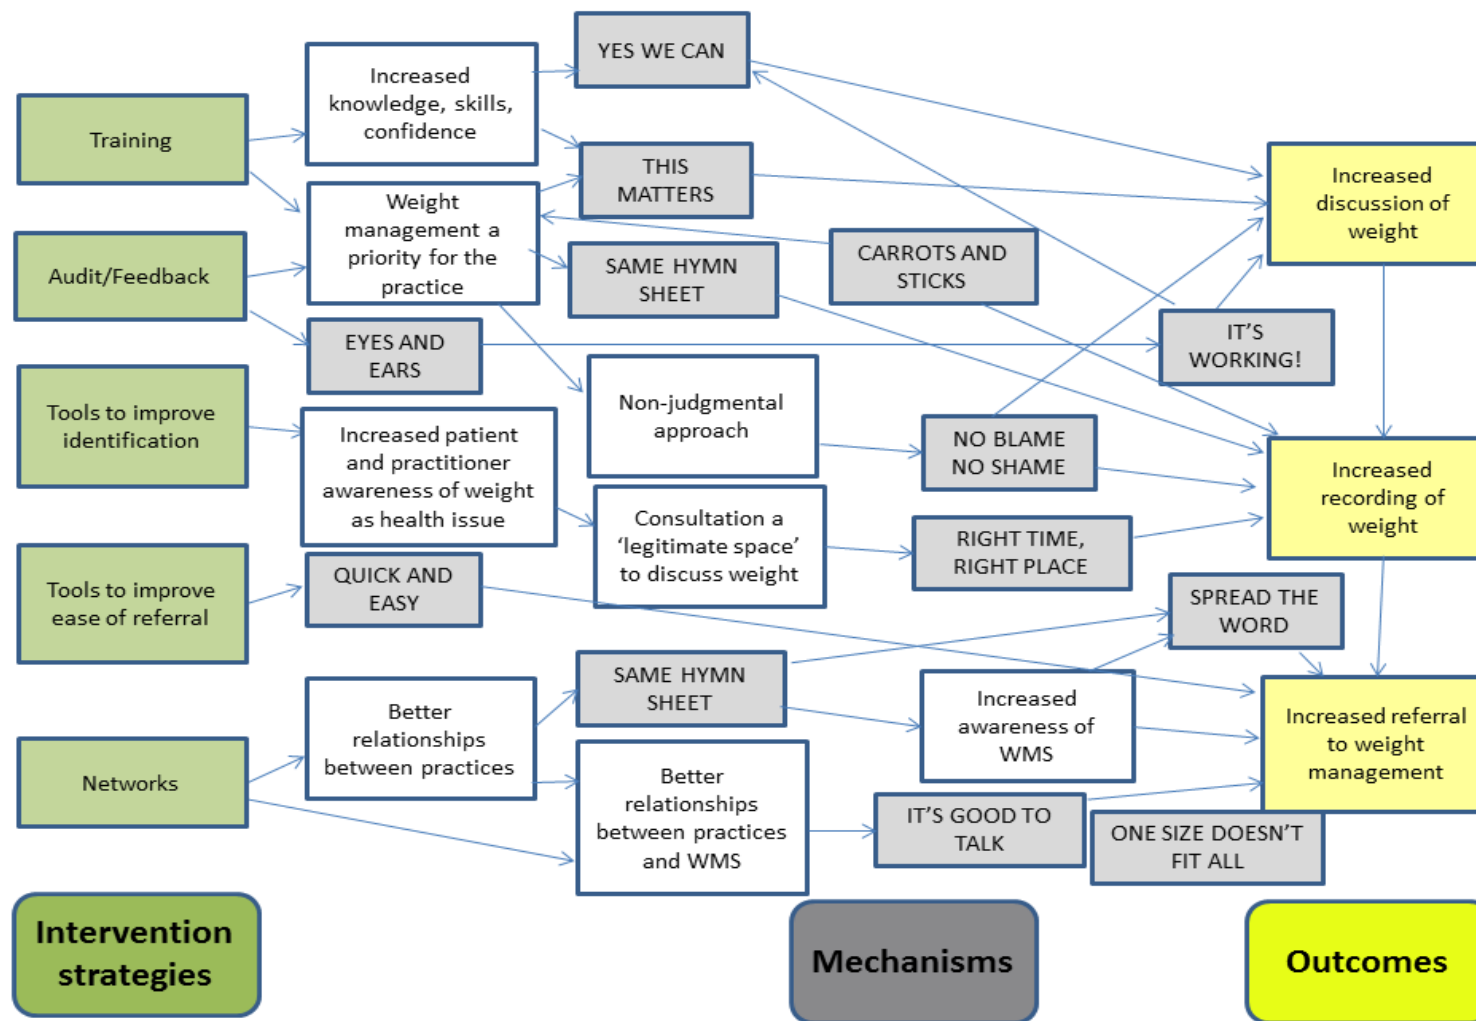 YES WE CAN
Increased
knowledge, skills,
confidence
Training
THIS
MATTERS
Increased
discussion of
weight
Weight
management a
priority for the
practice
Audit/Feedback
SAME HYMN
SHEET
CARROTS AND
STICKS
EYES AND
EARS
IT’S
WORKING!
Tools to improve
identification
Non-judgmental
approach
Increased patient
and practitioner
awareness of weight
as health issue
NO BLAME
NO SHAME
Increased
recording of
weight
Consultation a
‘legitimate space’
to discuss weight
RIGHT TIME,
RIGHT PLACE
Tools to improve
ease of referral
QUICK AND
EASY
SPREAD THE
WORD
SAME HYMN
SHEET
Increased
awareness of
WMS
Increased referral
to weight
management
Better
relationships
between practices
Networks
Better
relationships
between practices
and WMS
IT’S GOOD TO
TALK
ONE SIZE DOESN’T
FIT ALL
Intervention
strategies
Mechanisms
Outcomes